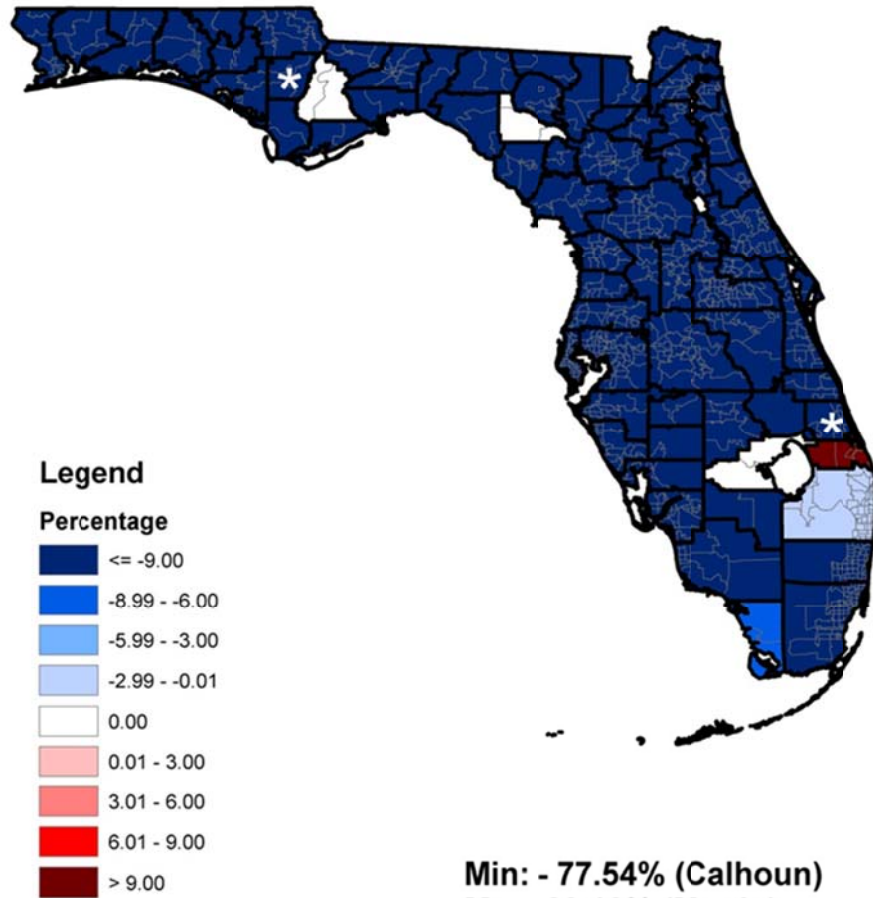 *
*
Legend
Percentage
<= -9.00
-8.99 - -6.00
-5.99 - -3.00
-2.99 - -0.01
0.00
0.01 - 3.00
3.01 - 6.00
6.01 - 9.00
> 9.00
Min: - 77.54% (Calhoun)